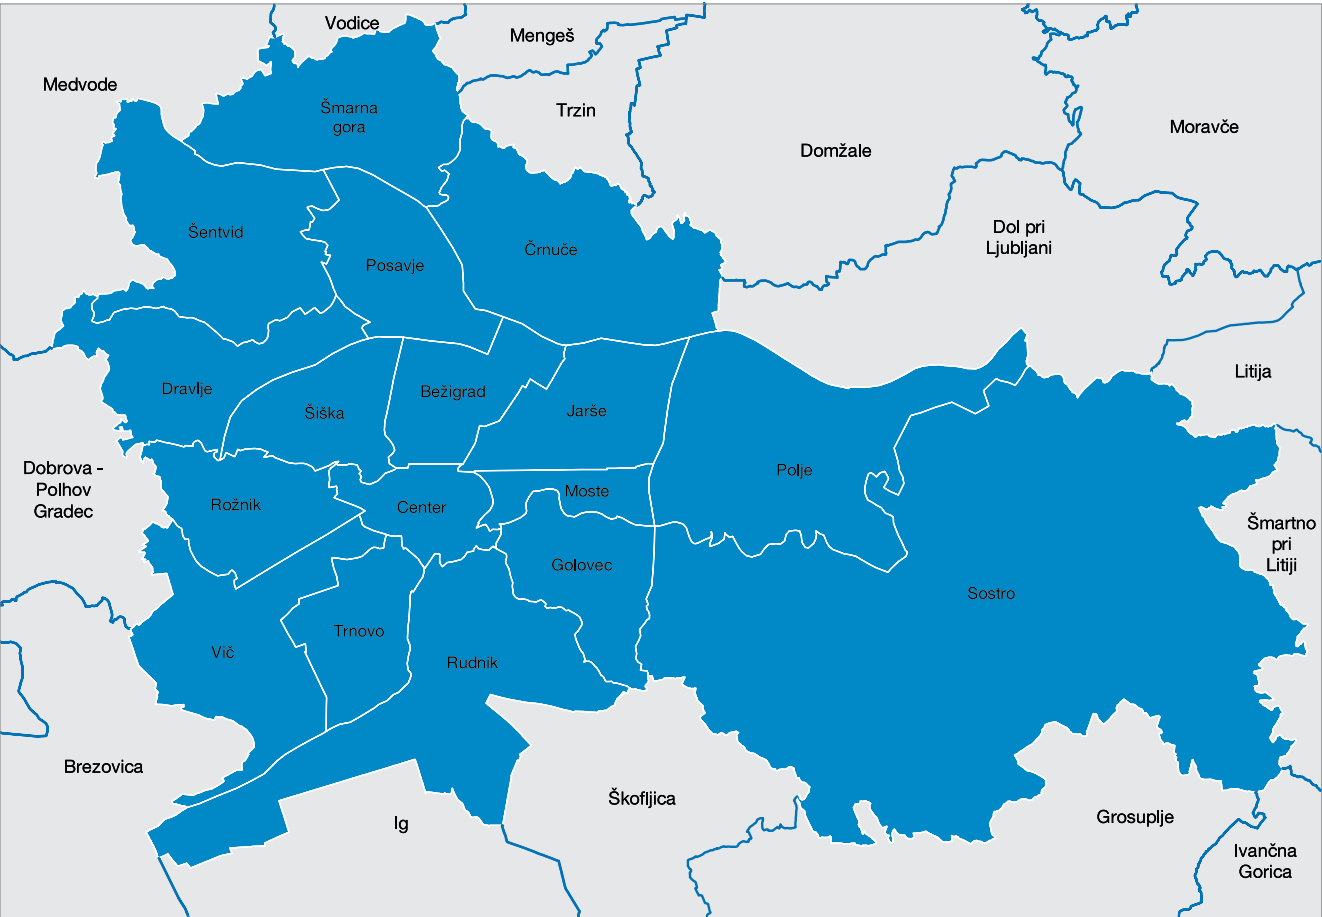 Vodice
Mengeš
Medvode
Šmarna
gora
Trzin
Moravče
Domžale
Šentvid
Črnuče
Dol pri
Ljubljani
Posavje
Litija
Dravlje
Bežigrad
Šiška
Jarše
Dobrova -
Polhov
Gradec
Polje
Moste
Rožnik
Center
Šmartno
pri
Litiji
Golovec
Sostro
Trnovo
Vič
Rudnik
Brezovica
Škofljica
Grosuplje
Ig
Ivančna
Gorica